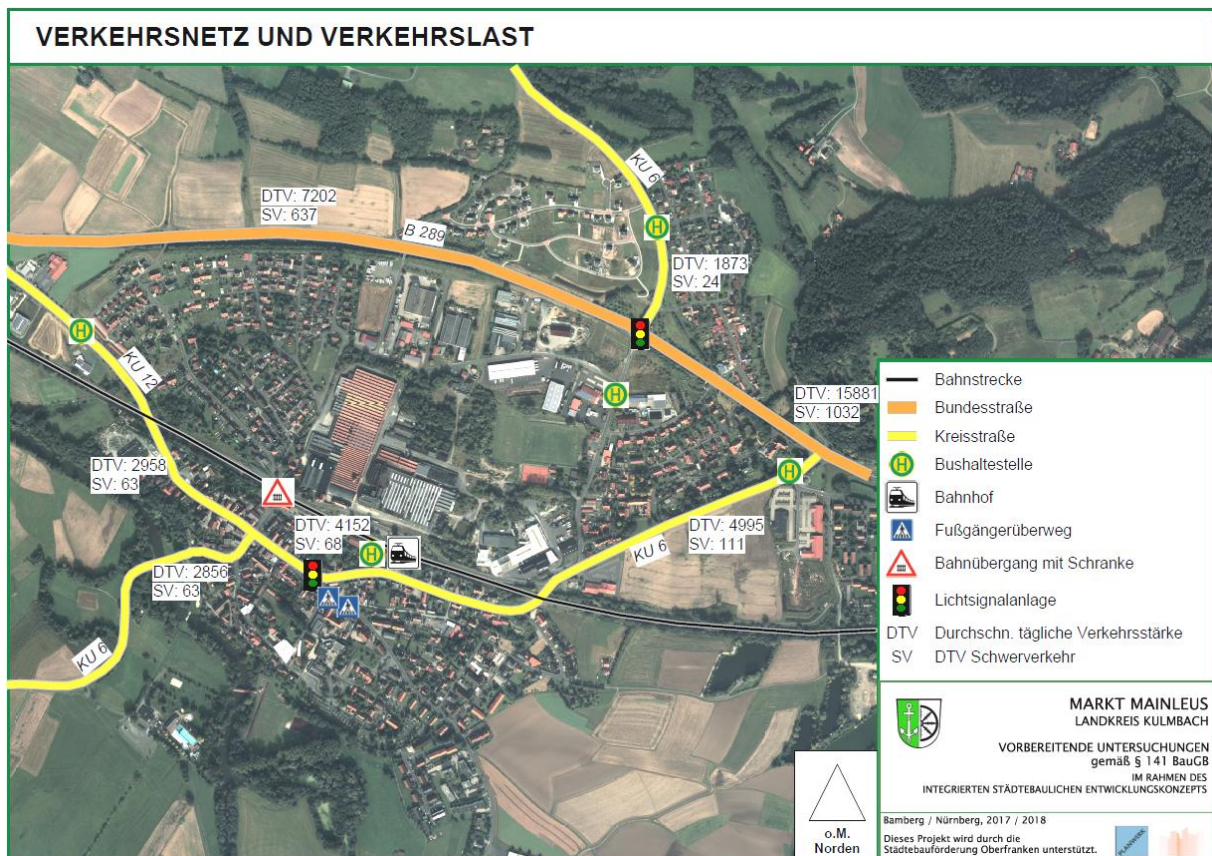 VERKEHRSNETZ UND VERKEHRSLAST
KU 6
DTV: 7202
SV: 637
B 289
H
DTV: 1873
SV: 24
H
KU 12
H
DTV: 15881
SV: 1032
DTV: 2958
SV: 63
H
DTV: 4152
SV: 68
H
DTV: 4995
SV: 111
KU 6
DTV: 2856
SV: 63
KU 6
Bahnstrecke
Bundesstraße
Kreisstraße
H Bushaltestelle
Bahnhof
Fußgängerüberweg
Bahnübergang mit Schranke
Lichtsignalanlage
DTV Durchschn. tägliche Verkehrsstärke
SV DTV Schwerverkehr
MARKT MAINLEUS
LANDKREIS KULMBACH
VORBEREITENDE UNTERSUCHUNGEN
gemäß § 141 BauGB
IM RAHMEN DES
INTEGRIERTEN STÄDTEBAULICHEN ENTWICKLUNGSKONZEPTS
o.M.
Norden
Bamberg / Nürnberg, 2017 / 2018
Dieses Projekt wird durch die
Städtebauförderung Oberfranken unterstützt.
PLANWERK